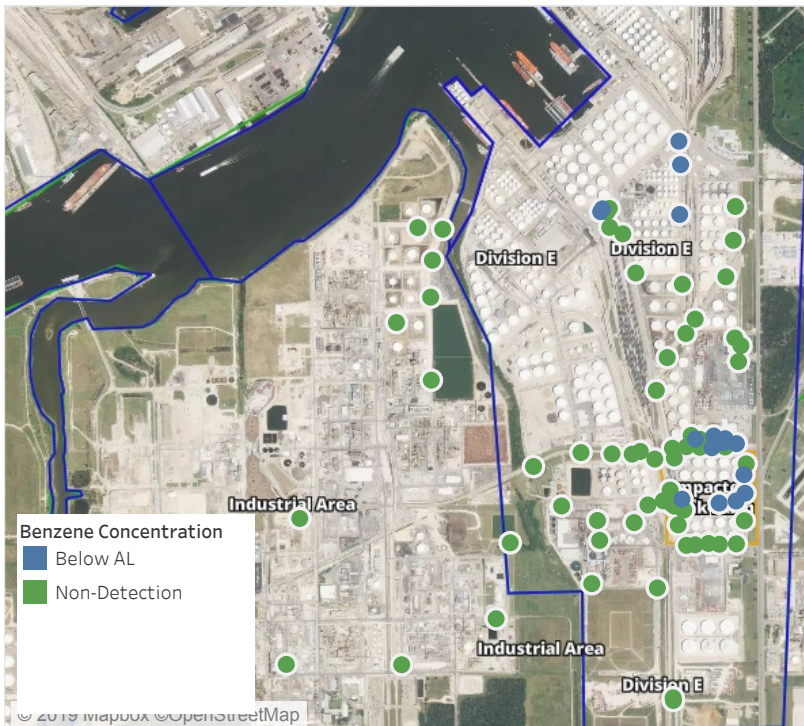 Division E
Division E
Industrial Area
Benzene Concentration
Below AL
Non-Detection
Industrial Area
Division E
© 2019 Mapbox ©OpenStreetMap